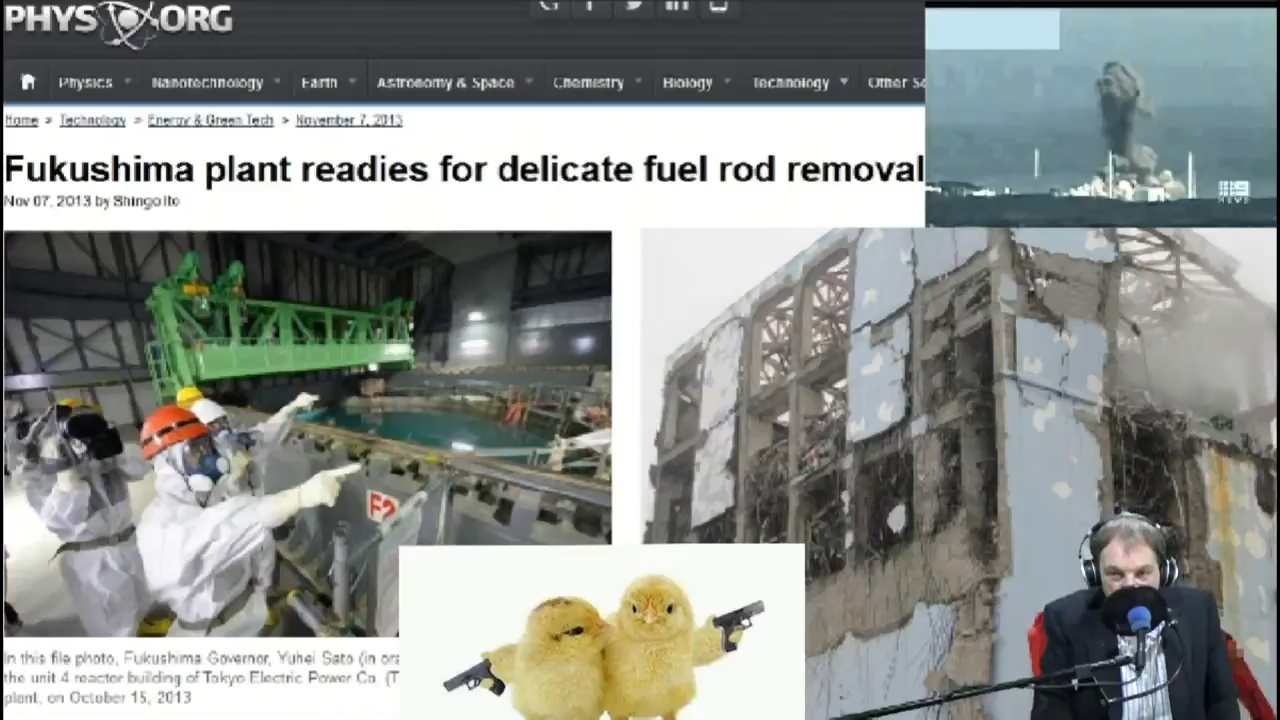 PHYS ORG
Physics Nanotechnology Earth Astronomy & Space Chemistry Biology Technology Other
Home > Technology > Energy & Green Tech > November 7, 2013
Fukushima plant readies for delicate fuel rod removal
Nov 07, 2013 by Shingo Ito
9 NEWS
F2
In this file photo, Fukushima Governor, Yuhei Sato (in
the unit 4 reactor building of Tokyo Electric Power Co. (T
plant, on October 15, 2013